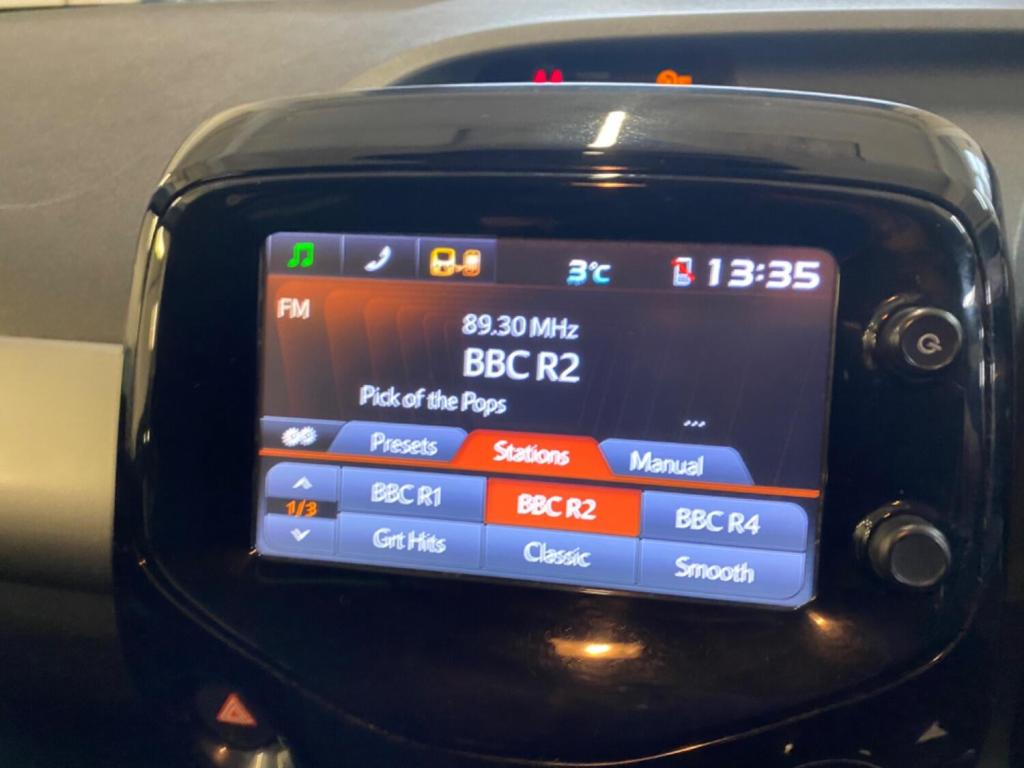 3°C 13:35
FM
89.30 MHz
BBC R2
Pick of the Pops
...
Presets Stations Manual
1/3
BBC R1 BBC R2 BBC R4
Grt Hits Classic Smooth